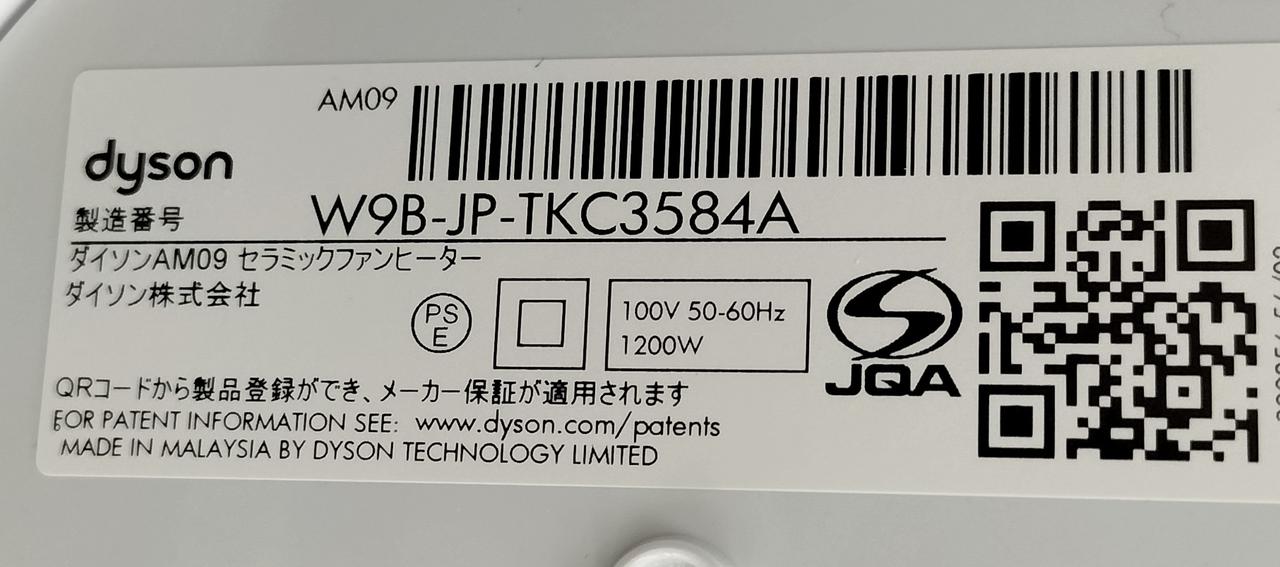 AM09
dyson
製造番号 W9B-JP-TKC3584A
ダイソンAM09 セラミックファンヒーター
ダイソン株式会社
PS
E
100V 50-60Hz
1200W
JQA
QRコードから製品登録ができ、メーカー保証が適用されます
FOR PATENT INFORMATION SEE: www.dyson.com/patents
MADE IN MALAYSIA BY DYSON TECHNOLOGY LIMITED